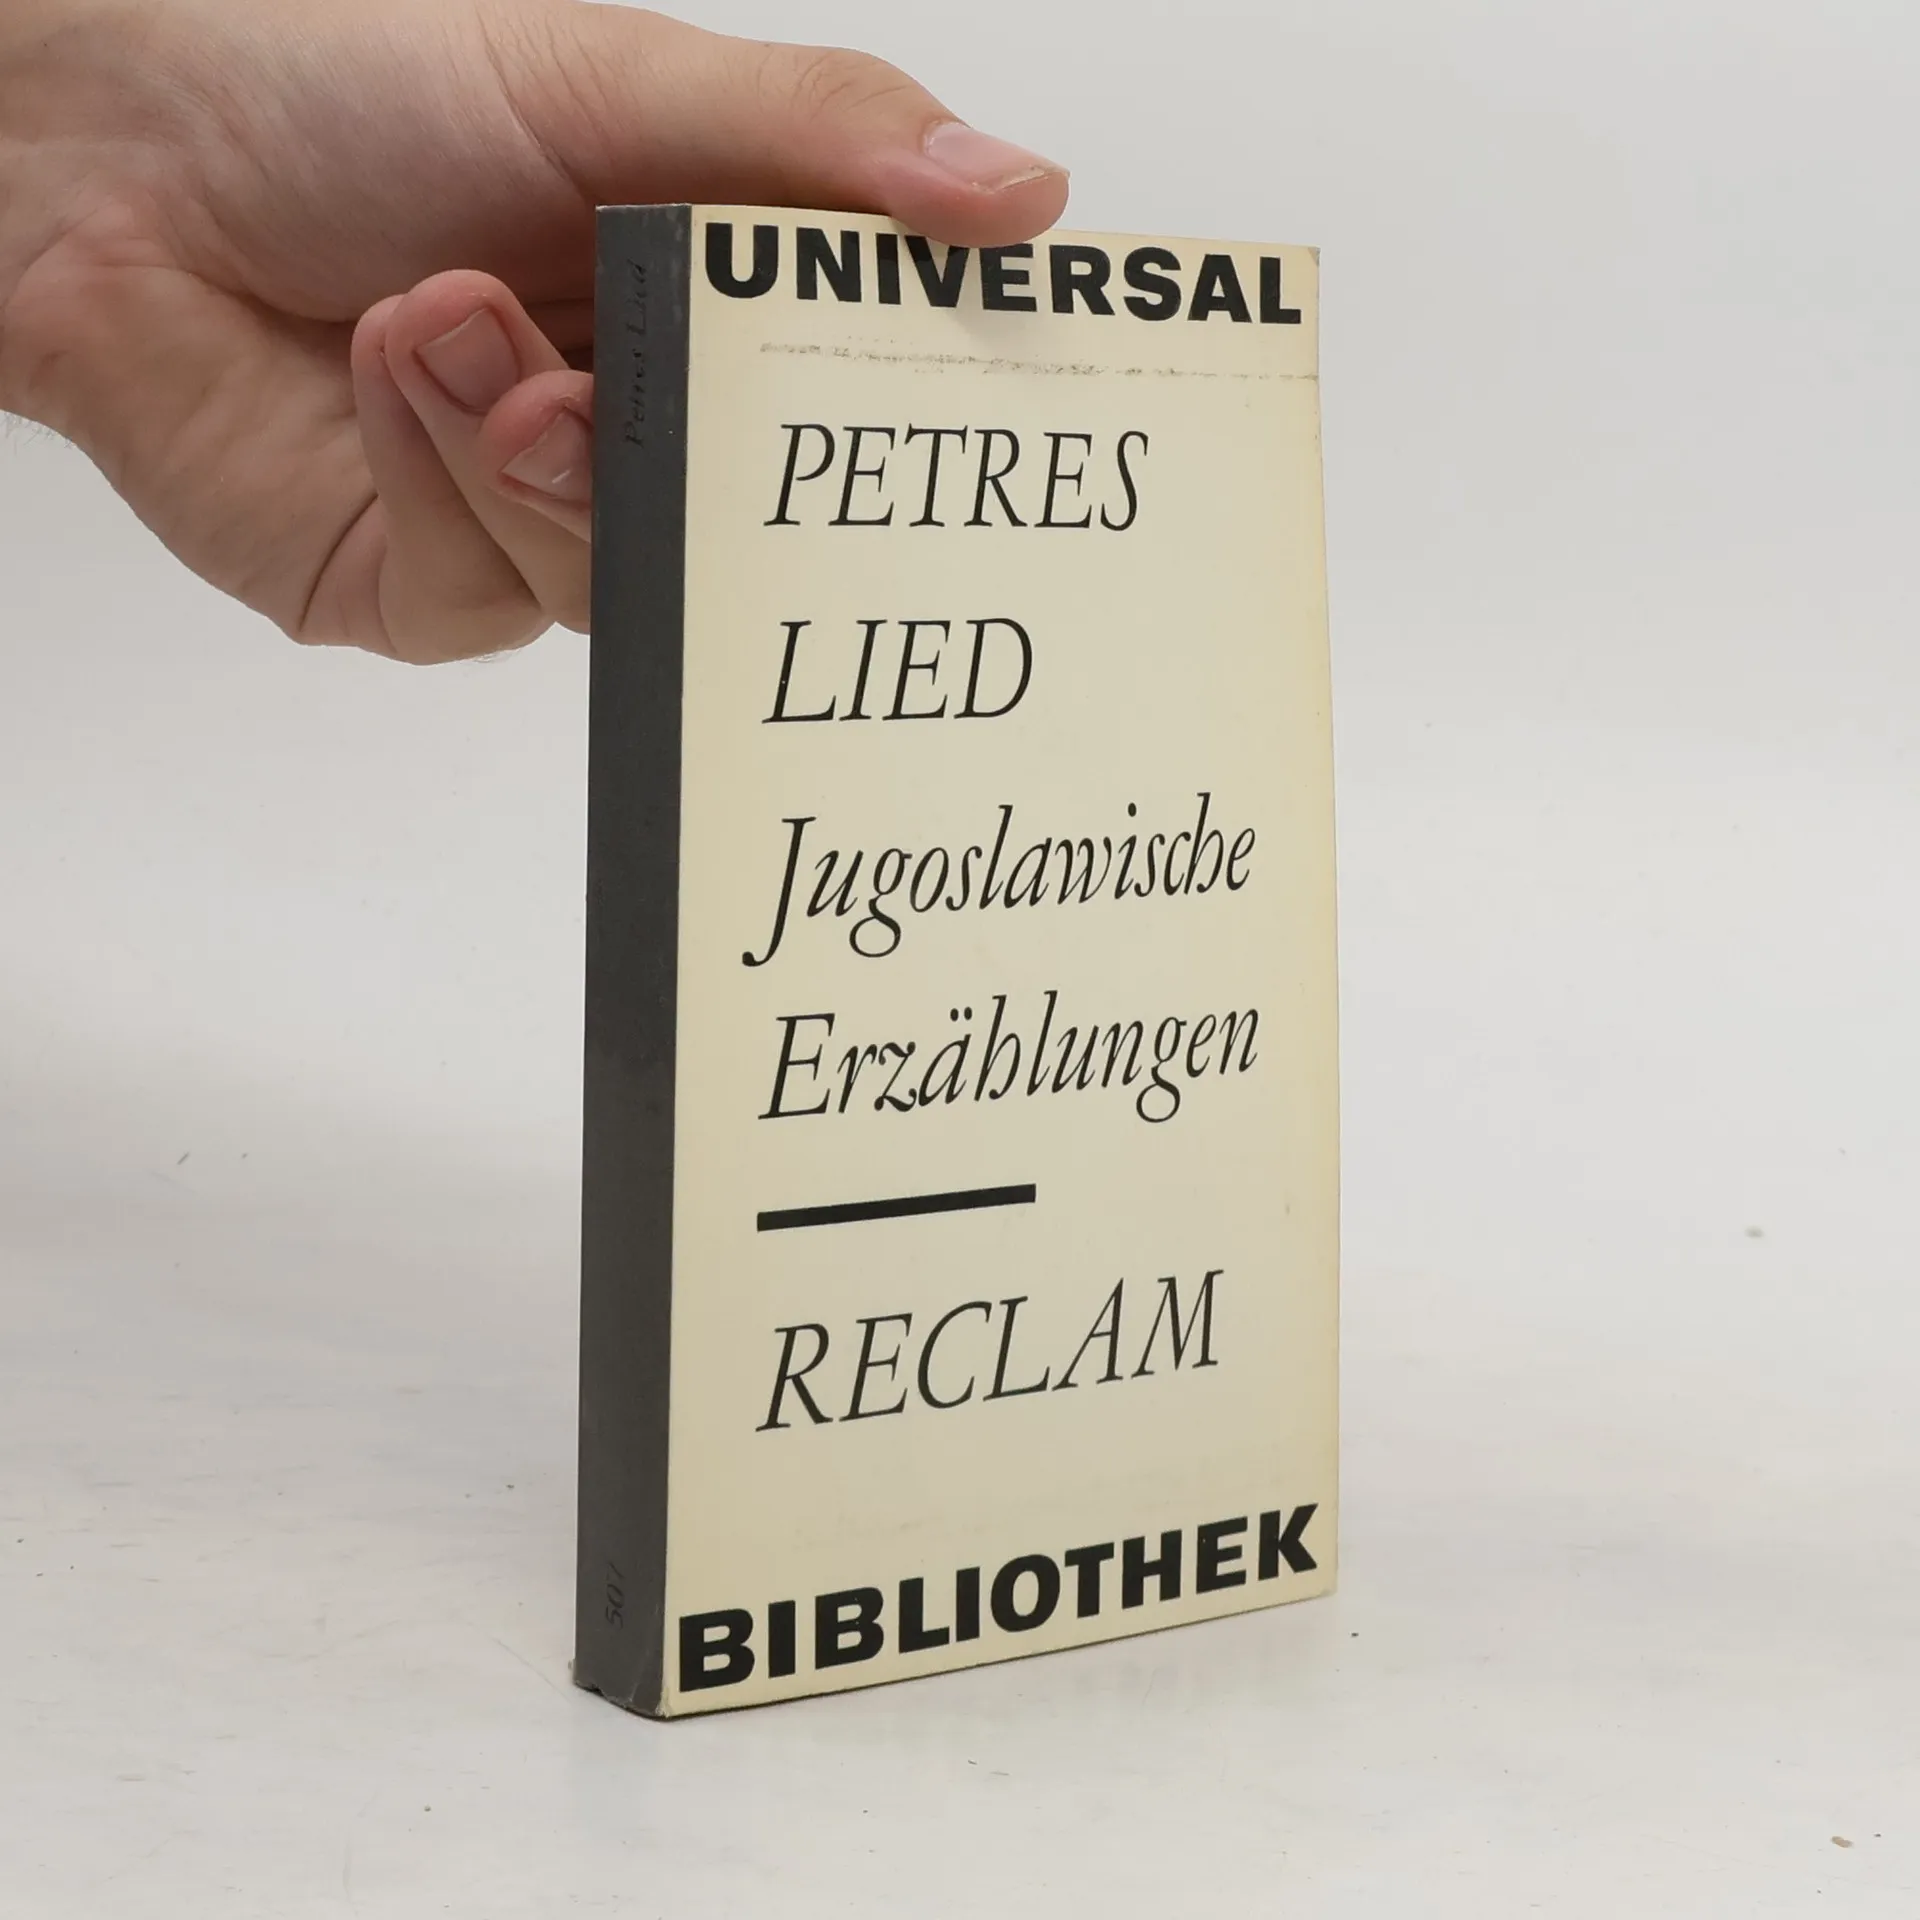 UNIVERSAL
PETRES
LIED
Jugoslawische
Erzählungen
RECLAM
BIBLIOTHEK
Petres Lied
507